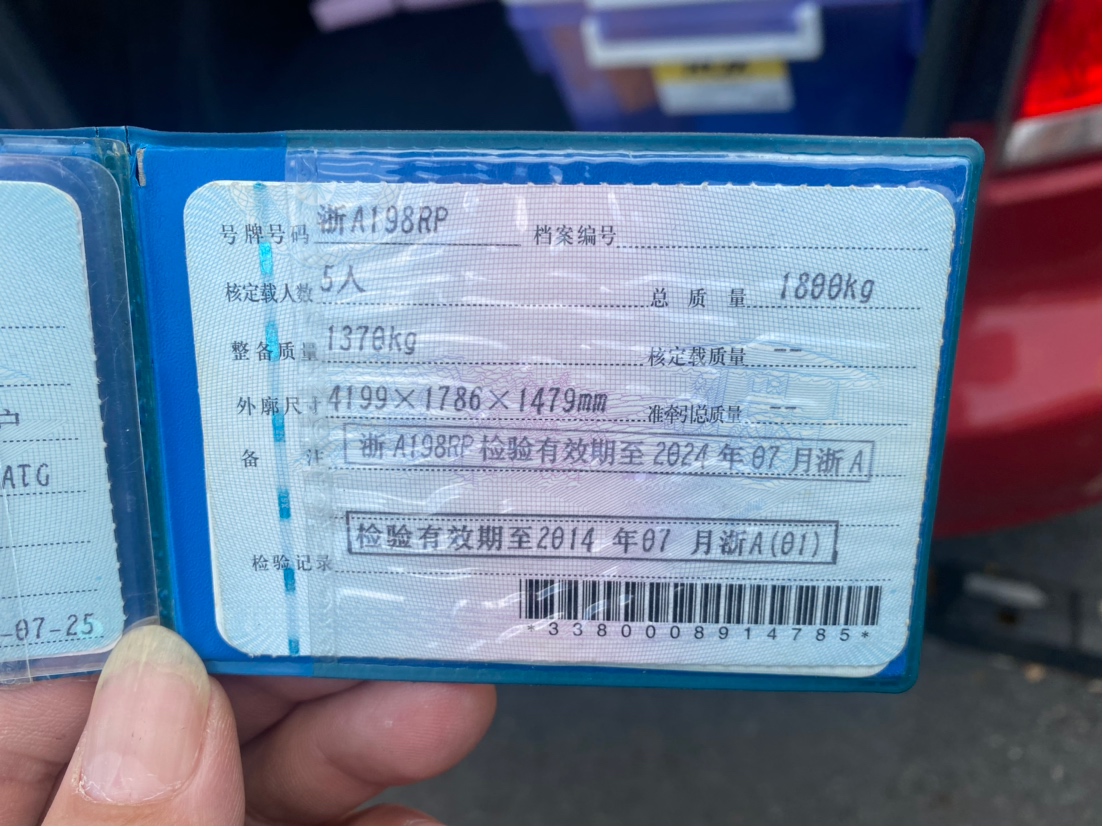 号牌号码 浙A198RP 档案编号
核定载人数 5人 总质量 1800kg
整备质量 1370kg 核定载质量 --
外廓尺寸 4199×1786×1479mm 准牵引总质量 --
备注 浙A198RP检验有效期至2024年07月浙A
检验有效期至2014年07月浙A(01)
检验记录
*3380008914785*
户
ATG
-07-25